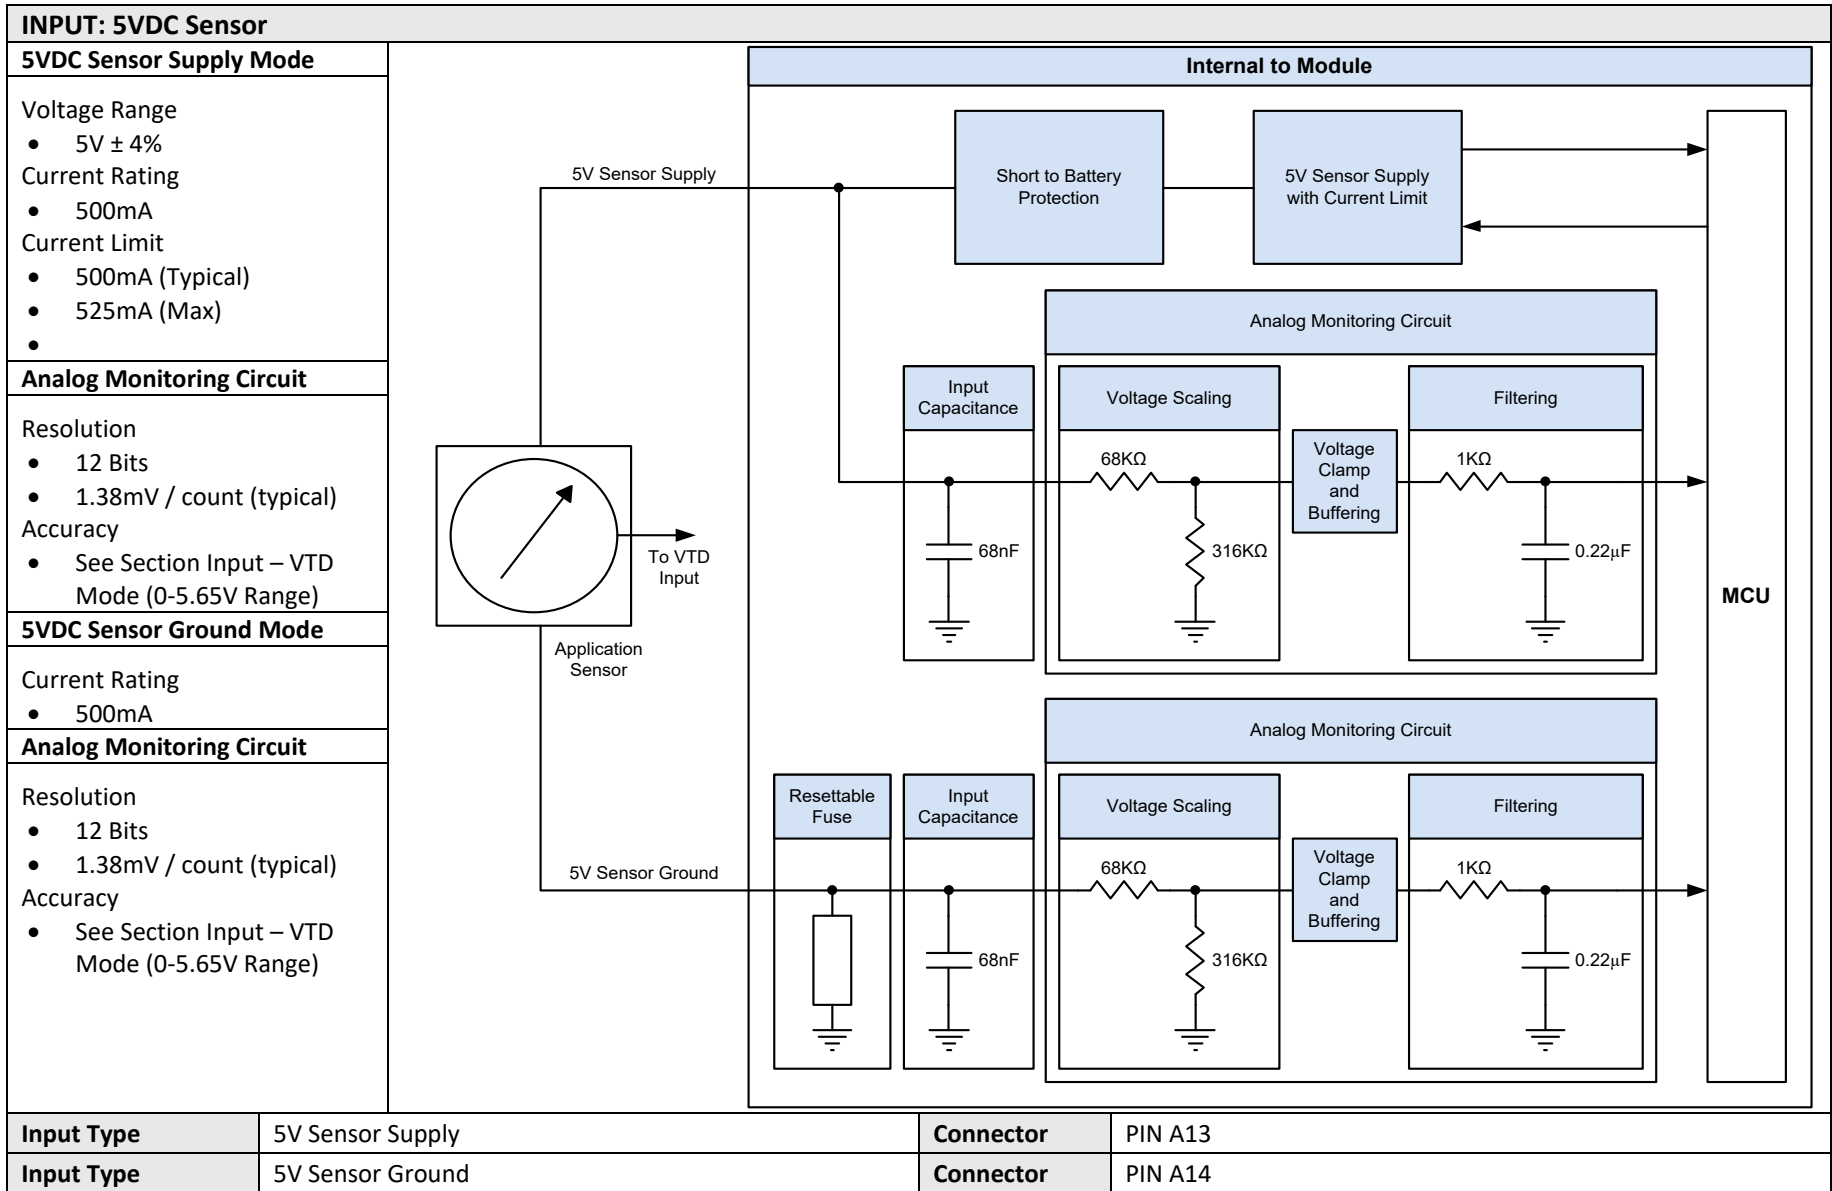 INPUT: 5VDC Sensor
5VDC Sensor Supply Mode
Voltage Range
• 5V ± 4%
Current Rating
• 500mA
Current Limit
• 500mA (Typical)
• 525mA (Max)
•
Analog Monitoring Circuit
Resolution
• 12 Bits
• 1.38mV / count (typical)
Accuracy
• See Section Input – VTD
Mode (0-5.65V Range)
5VDC Sensor Ground Mode
Current Rating
• 500mA
Analog Monitoring Circuit
Resolution
• 12 Bits
• 1.38mV / count (typical)
Accuracy
• See Section Input – VTD
Mode (0-5.65V Range)
Internal to Module
5V Sensor Supply
Short to Battery
Protection
5V Sensor Supply
with Current Limit
Analog Monitoring Circuit
Input
Capacitance
Voltage Scaling
Filtering
68KΩ
Voltage
Clamp
and
Buffering
1KΩ
68nF
316KΩ
0.22µF
To VTD
Input
MCU
Application
Sensor
Analog Monitoring Circuit
Resettable
Fuse
Input
Capacitance
Voltage Scaling
Filtering
5V Sensor Ground
68KΩ
Voltage
Clamp
and
Buffering
1KΩ
68nF
316KΩ
0.22µF
Input Type 5V Sensor Supply Connector PIN A13
Input Type 5V Sensor Ground Connector PIN A14